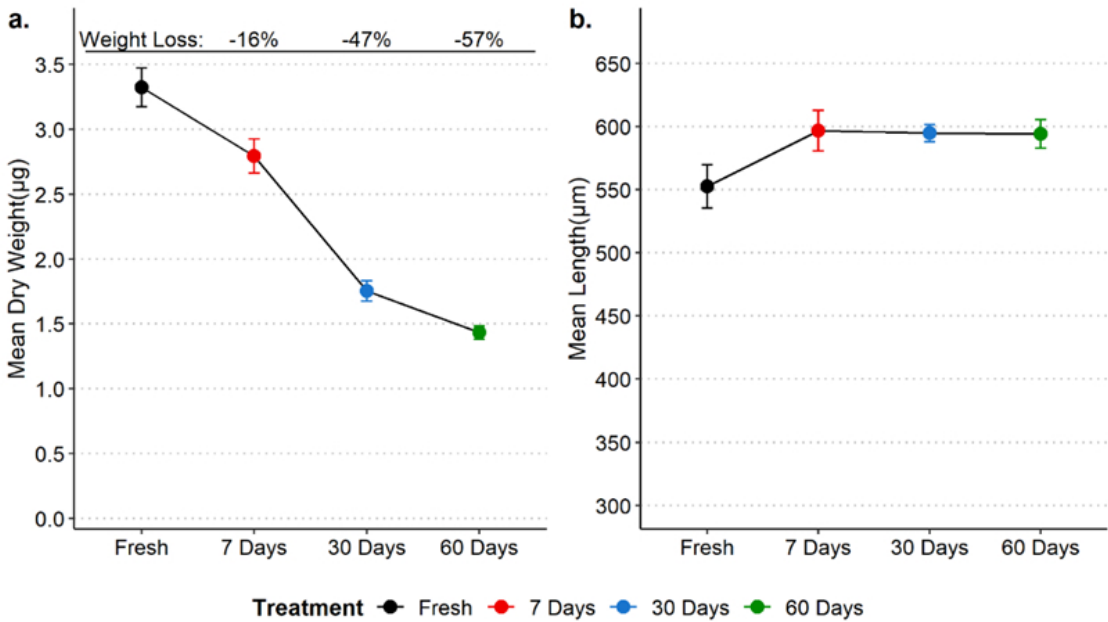 a.
Weight Loss: -16% -47% -57%
Mean Dry Weight(µg)
3.5
3.0
2.5
2.0
1.5
1.0
0.5
0.0
Fresh 7 Days 30 Days 60 Days
b.
Mean Length(µm)
650
600
550
500
450
400
350
300
Fresh 7 Days 30 Days 60 Days
Treatment Fresh 7 Days 30 Days 60 Days